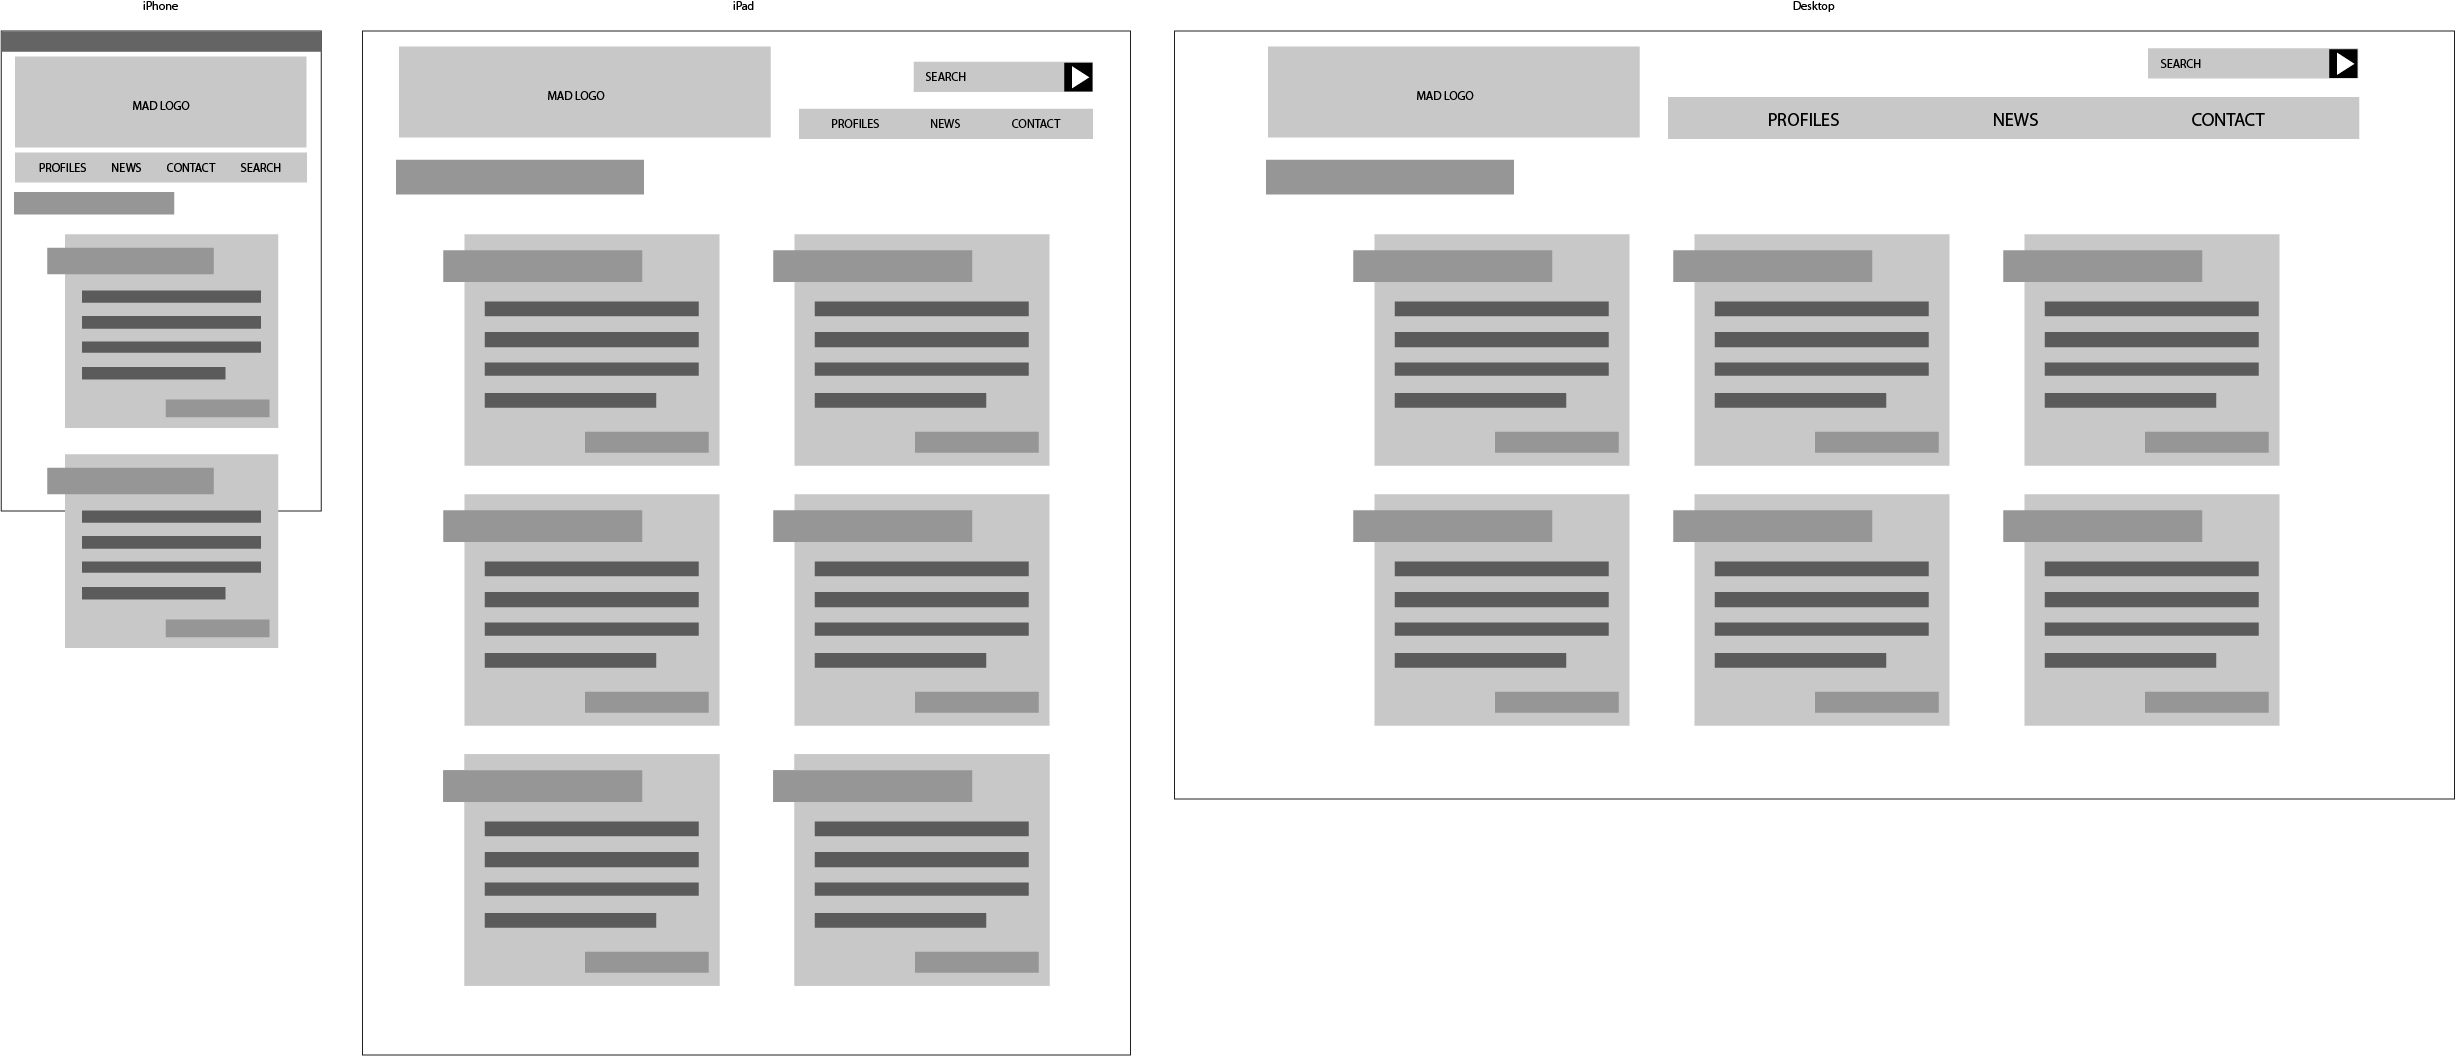 iPhone
MAD LOGO
PROFILES NEWS CONTACT SEARCH
iPad
MAD LOGO
SEARCH
PROFILES NEWS CONTACT
Desktop
MAD LOGO
SEARCH
PROFILES NEWS CONTACT